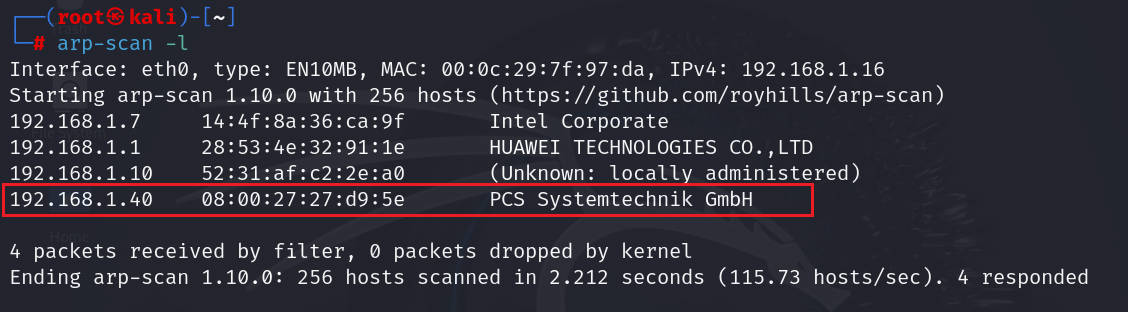 ┌──(root㉿kali)-[~]
└─# arp-scan -l
Interface: eth0, type: EN10MB, MAC: 00:0c:29:7f:97:da, IPv4: 192.168.1.16
Starting arp-scan 1.10.0 with 256 hosts (https://github.com/royhills/arp-scan)
192.168.1.7     14:4f:8a:36:ca:9f       Intel Corporate
192.168.1.1     28:53:4e:32:91:1e       HUAWEI TECHNOLOGIES CO.,LTD
192.168.1.10    52:31:af:c2:2e:a0       (Unknown: locally administered)
192.168.1.40    08:00:27:27:d9:5e       PCS Systemtechnik GmbH
Home
4 packets received by filter, 0 packets dropped by kernel
Ending arp-scan 1.10.0: 256 hosts scanned in 2.212 seconds (115.73 hosts/sec). 4 responded